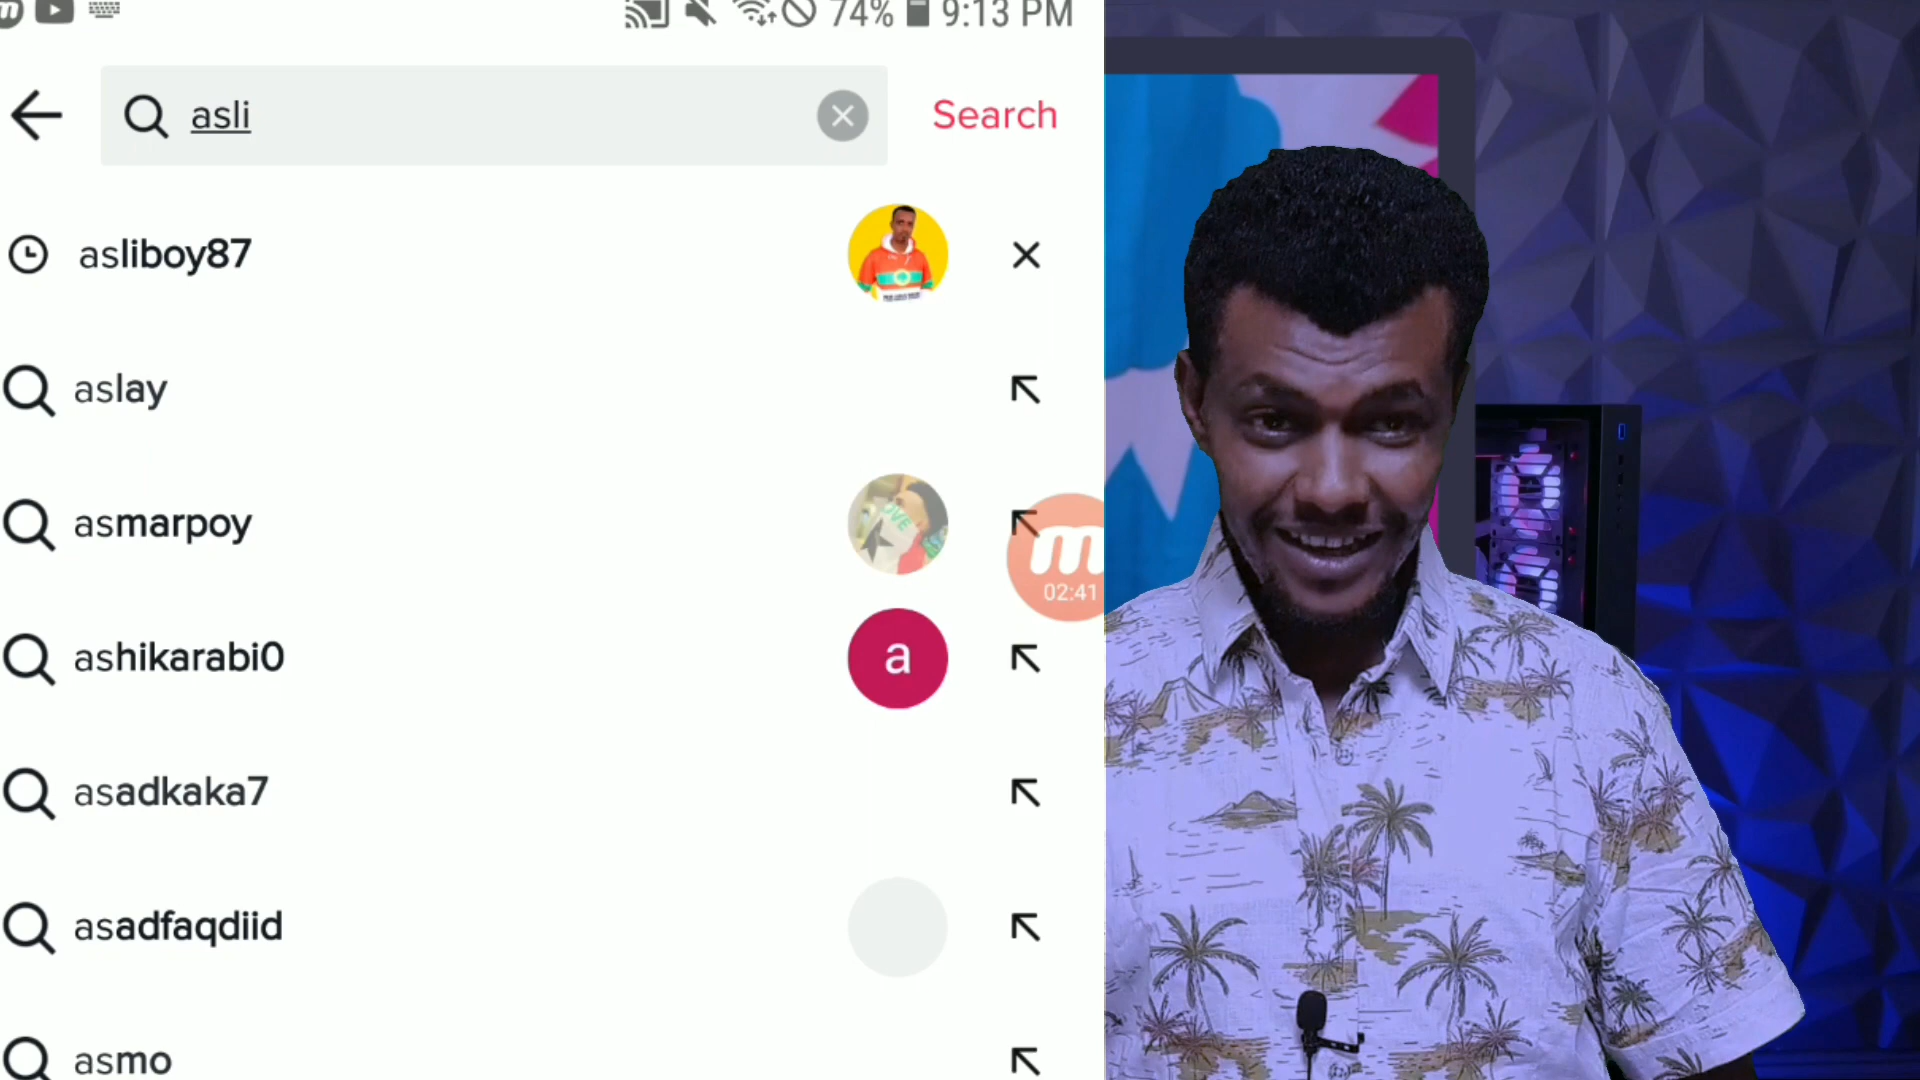 74% 9:13 PM
asli
Search
asliboy87
aslay
asmarpoy
m
02:41
ashikarabi0
a
asadkaka7
asadfaqdiid
asmo